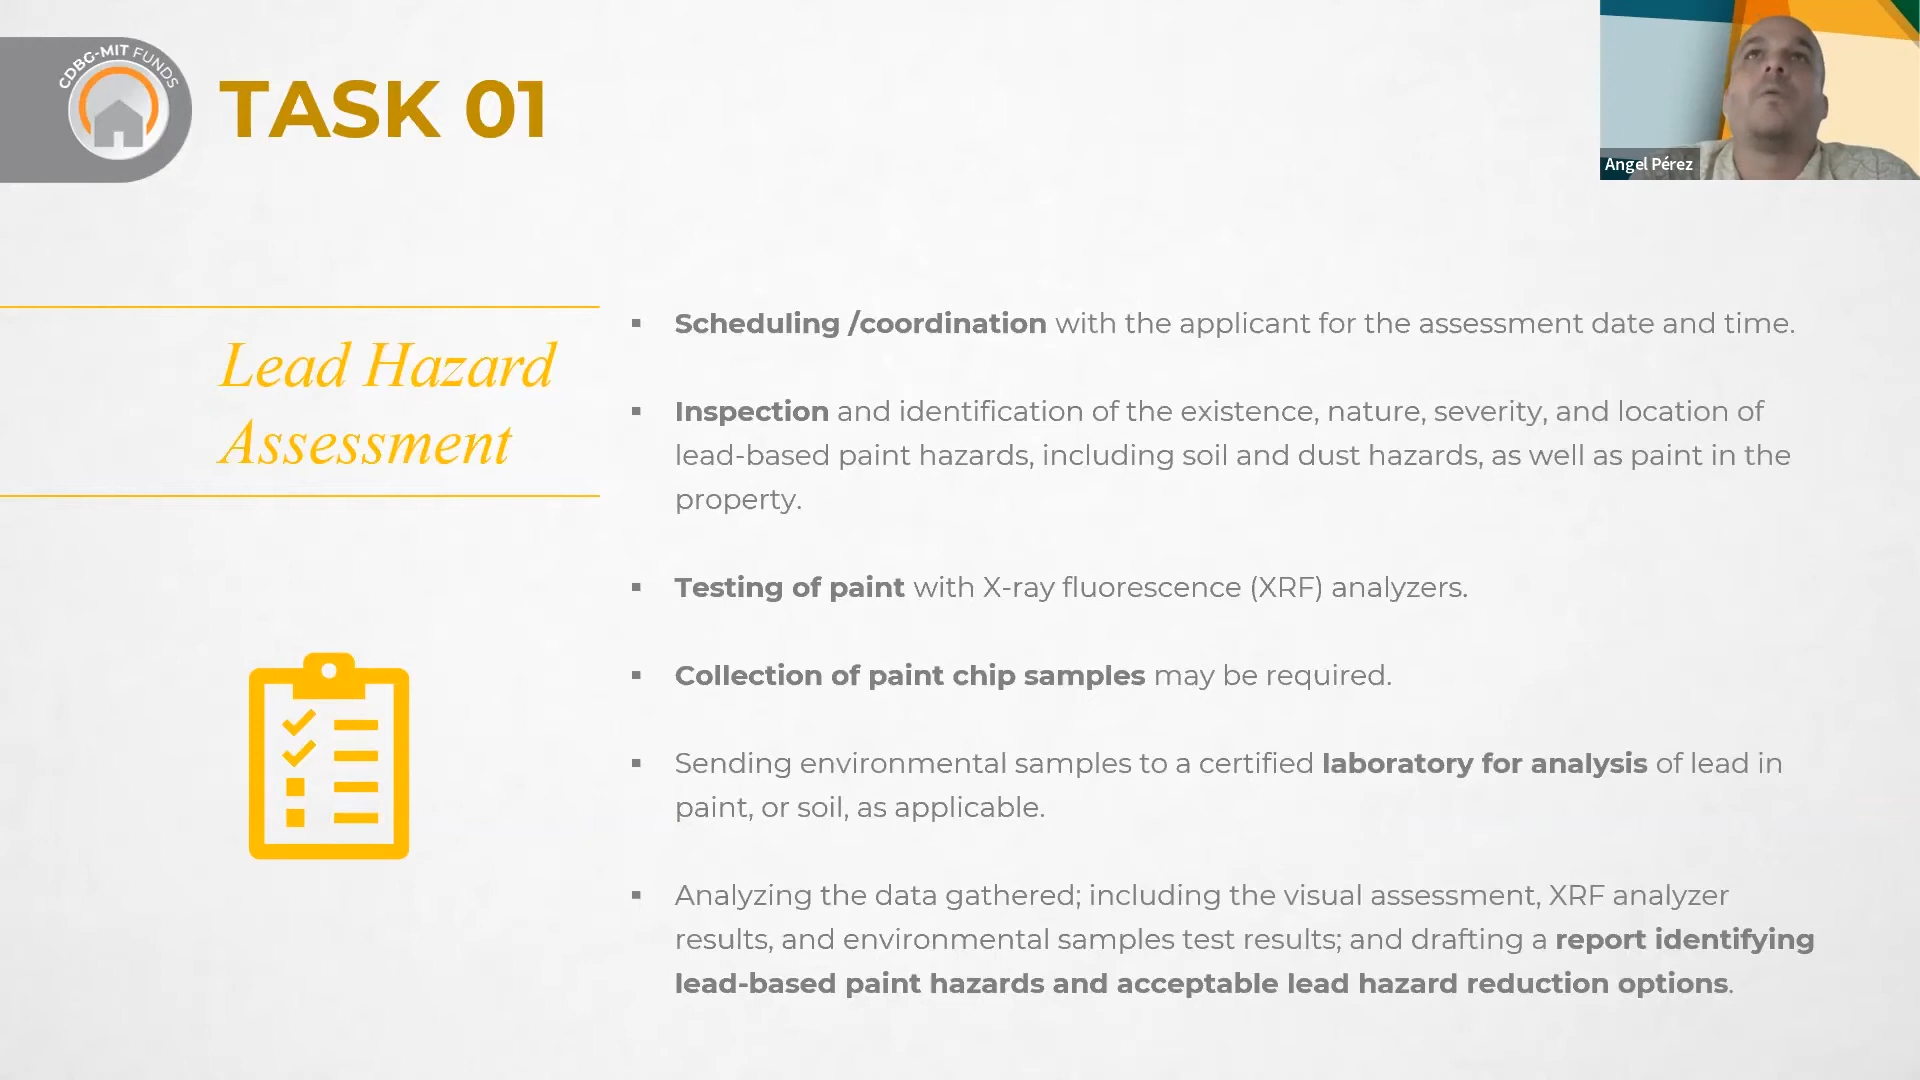 CDBG-MIT FUNDS
TASK 01
Angel Pérez
Lead Hazard
Assessment
▪ Scheduling /coordination with the applicant for the assessment date and time.
▪ Inspection and identification of the existence, nature, severity, and location of
lead-based paint hazards, including soil and dust hazards, as well as paint in the
property.
▪ Testing of paint with X-ray fluorescence (XRF) analyzers.
▪ Collection of paint chip samples may be required.
▪ Sending environmental samples to a certified laboratory for analysis of lead in
paint, or soil, as applicable.
▪ Analyzing the data gathered; including the visual assessment, XRF analyzer
results, and environmental samples test results; and drafting a report identifying
lead-based paint hazards and acceptable lead hazard reduction options.